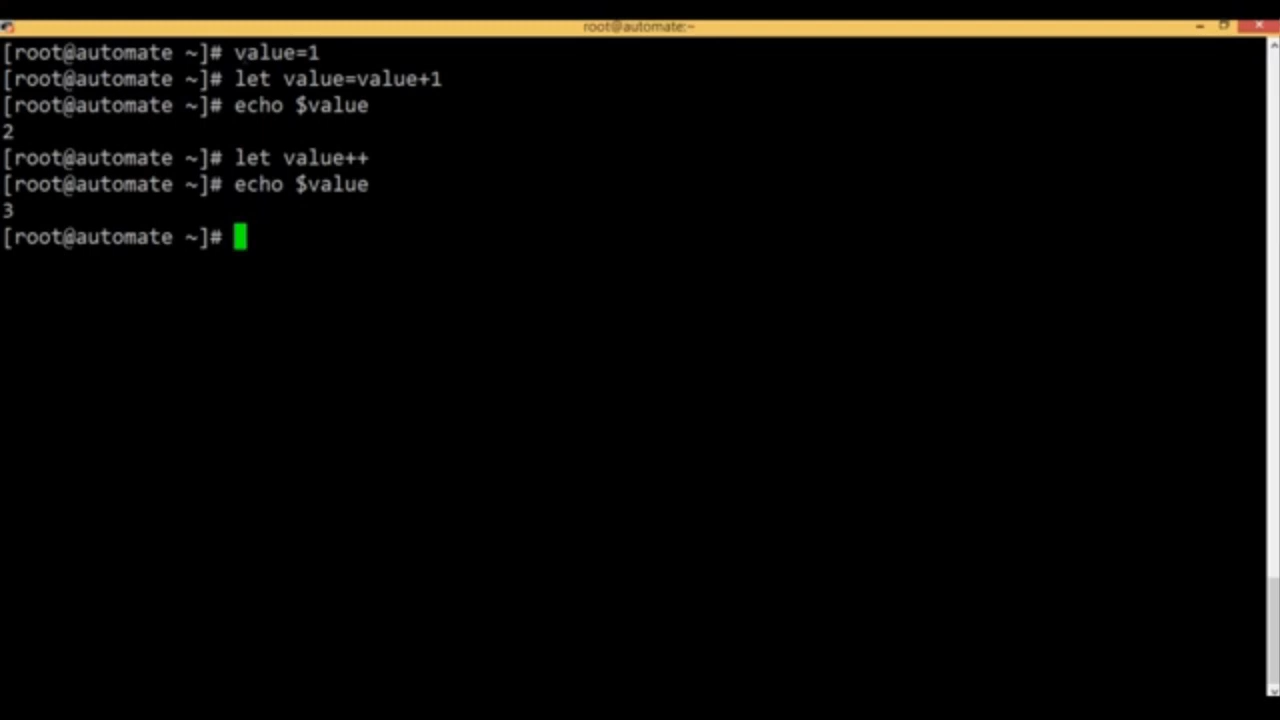 root@automate:~
[root@automate ~]# value=1
[root@automate ~]# let value=value+1
[root@automate ~]# echo $value
2
[root@automate ~]# let value++
[root@automate ~]# echo $value
3
[root@automate ~]#